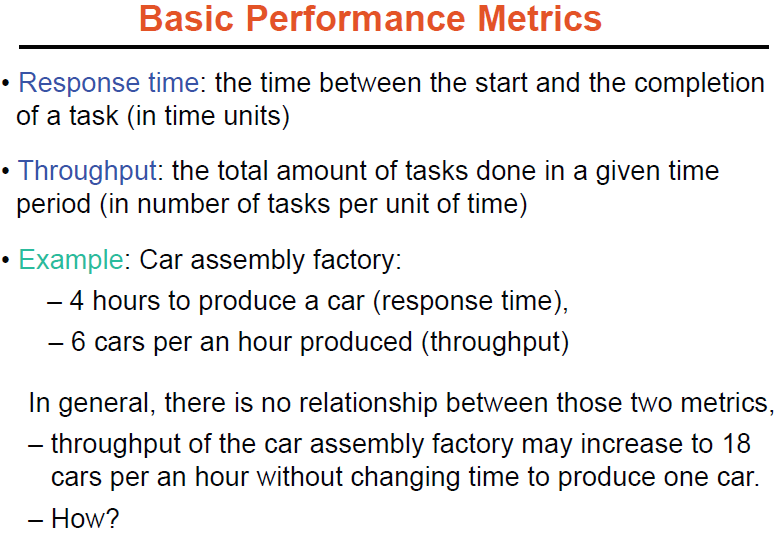 Basic Performance Metrics
• Response time: the time between the start and the completion
of a task (in time units)
• Throughput: the total amount of tasks done in a given time
period (in number of tasks per unit of time)
• Example: Car assembly factory:
– 4 hours to produce a car (response time),
– 6 cars per an hour produced (throughput)
In general, there is no relationship between those two metrics,
– throughput of the car assembly factory may increase to 18
cars per an hour without changing time to produce one car.
– How?